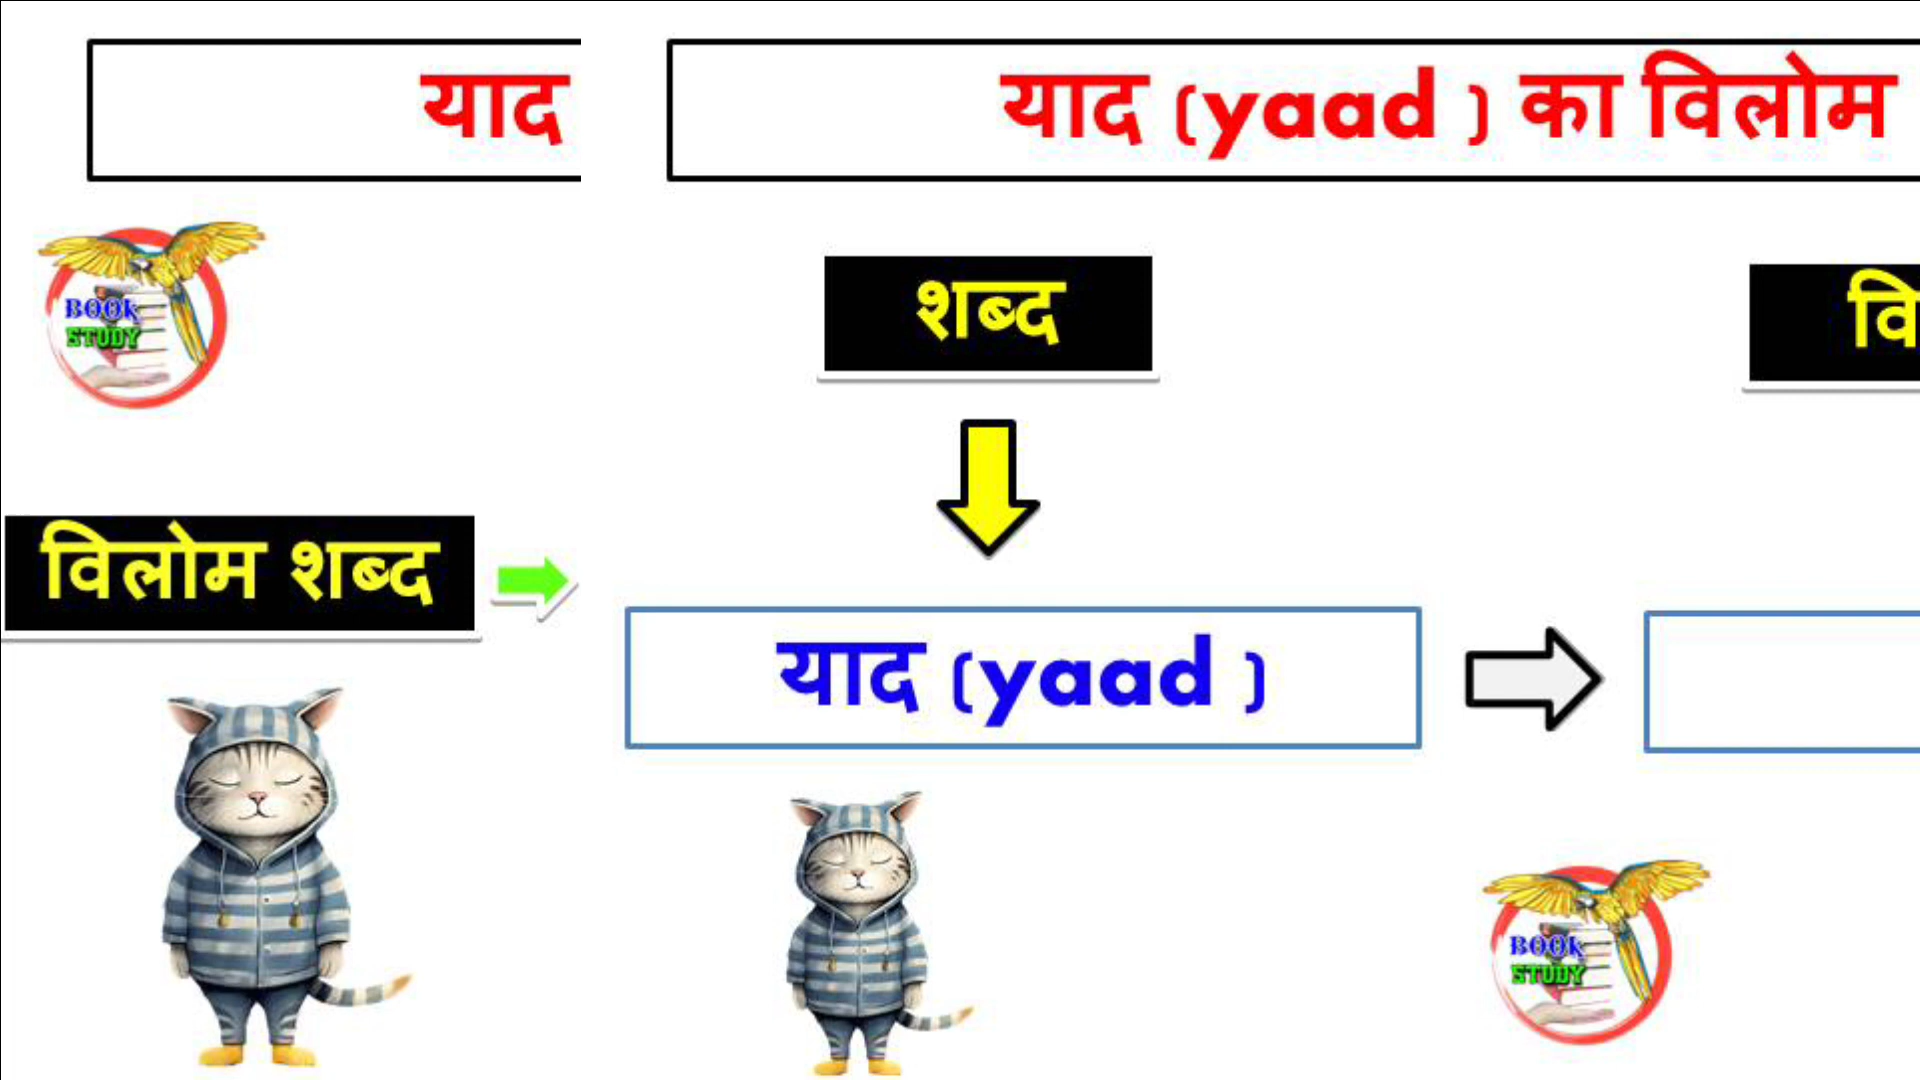 याद
याद (yaad ) का विलोम
BOOK
STUDY
शब्द
वि
विलोम शब्द
याद (yaad )
BOOK
STUDY